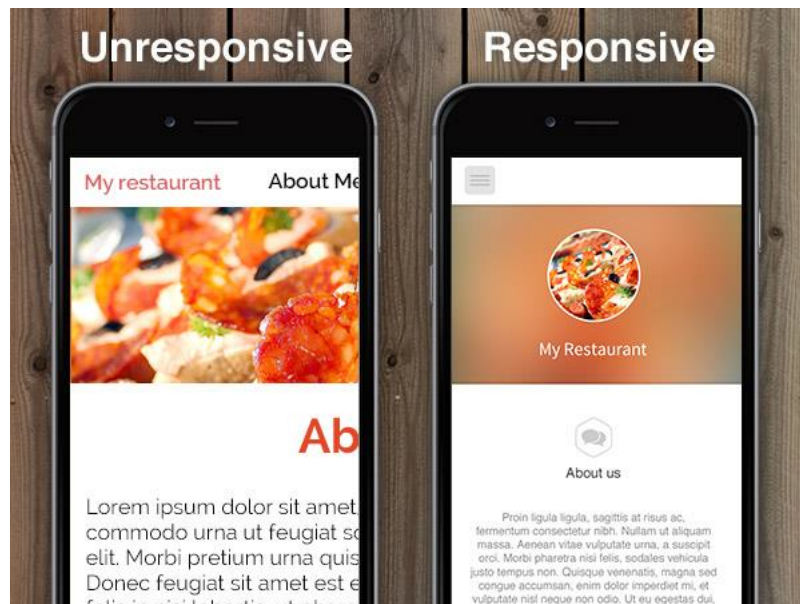 Unresponsive
Responsive
My restaurant
About Me
Ab
Lorem ipsum dolor sit amet,
commodo urna ut feugiat sc
elit. Morbi pretium urna quis
Donec feugiat sit amet est e
My Restaurant
About us
Proin ligula ligula, sagittis at risus ac,
fermentum consectetur nibh. Nullam ut aliquam
massa. Aenean vitae vulputate urna, a suscipit
orci. Morbi pharetra nisi felis, sodales vehicula
justo tempus non. Quisque venenatis, magna sed
congue accumsan, enim dolor imperdiet mi, et
vulputate nisl neque non odio. Ut eu egestas dui,